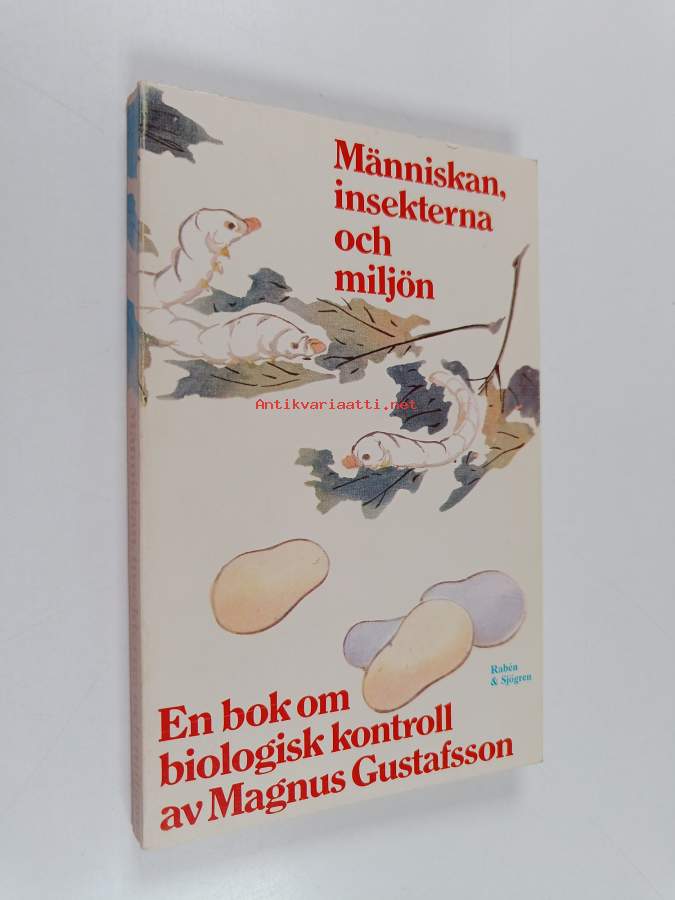 Människan,
insekterna
och
miljön
Antikvariaatti.net
Rabén
& Sjögren
En bok om
biologisk kontroll
av Magnus Gustafsson